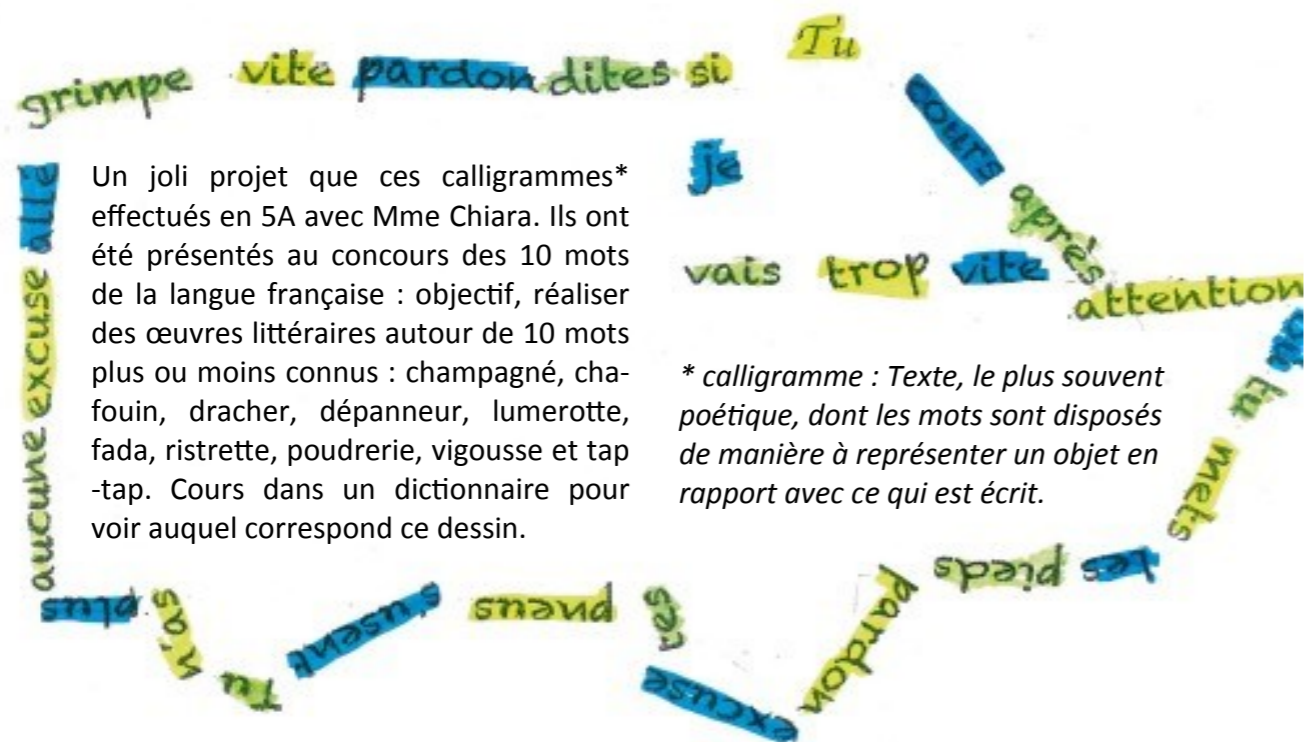 Tu
cours
après
attention
où
tu
mets
tes pieds
pardon
excuse
tes
pneus
s'usent
Tu
n'as
plus
aucune excuse allé
grimpe vite pardon dites si
je
vais trop vite
Un joli projet que ces calligrammes*
effectués en 5A avec Mme Chiara. Ils ont
été présentés au concours des 10 mots
de la langue française : objectif, réaliser
des œuvres littéraires autour de 10 mots
plus ou moins connus : champagné, cha-
fouin, dracher, dépanneur, lumerotte,
fada, ristrette, poudrerie, vigousse et tap
-tap. Cours dans un dictionnaire pour
voir auquel correspond ce dessin.
* calligramme : Texte, le plus souvent
poétique, dont les mots sont disposés
de manière à représenter un objet en
rapport avec ce qui est écrit.